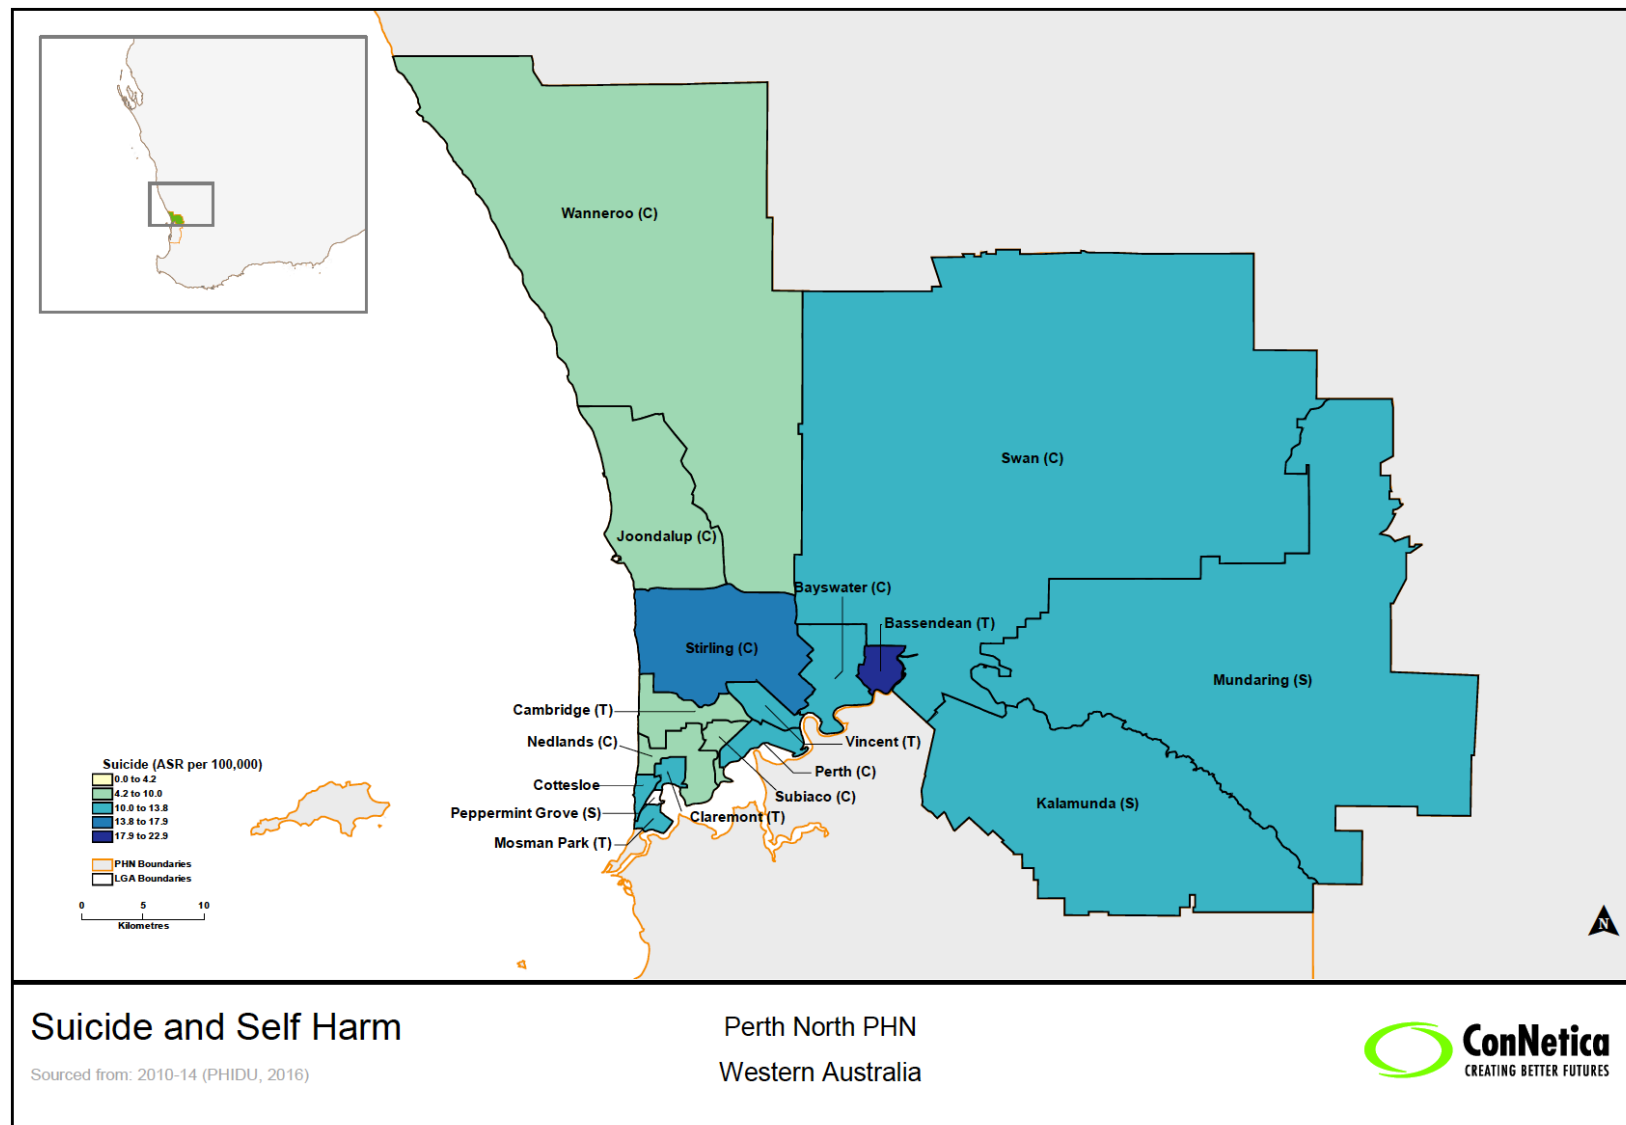 Wanneroo (C)
Swan (C)
Joondalup (C)
Bayswater (C)
Bassendean (T)
Stirling (C)
Mundaring (S)
Cambridge (T)
Nedlands (C)
Vincent (T)
Perth (C)
Cottesloe
Subiaco (C)
Kalamunda (S)
Peppermint Grove (S)
Claremont (T)
Mosman Park (T)
Suicide (ASR per 100,000)
0.0 to 4.2
4.2 to 10.0
10.0 to 13.8
13.8 to 17.9
17.9 to 22.9
PHN Boundaries
LGA Boundaries
0 5 10
Kilometres
N
Suicide and Self Harm
Sourced from: 2010-14 (PHIDU, 2016)
Perth North PHN
Western Australia
ConNetica
CREATING BETTER FUTURES